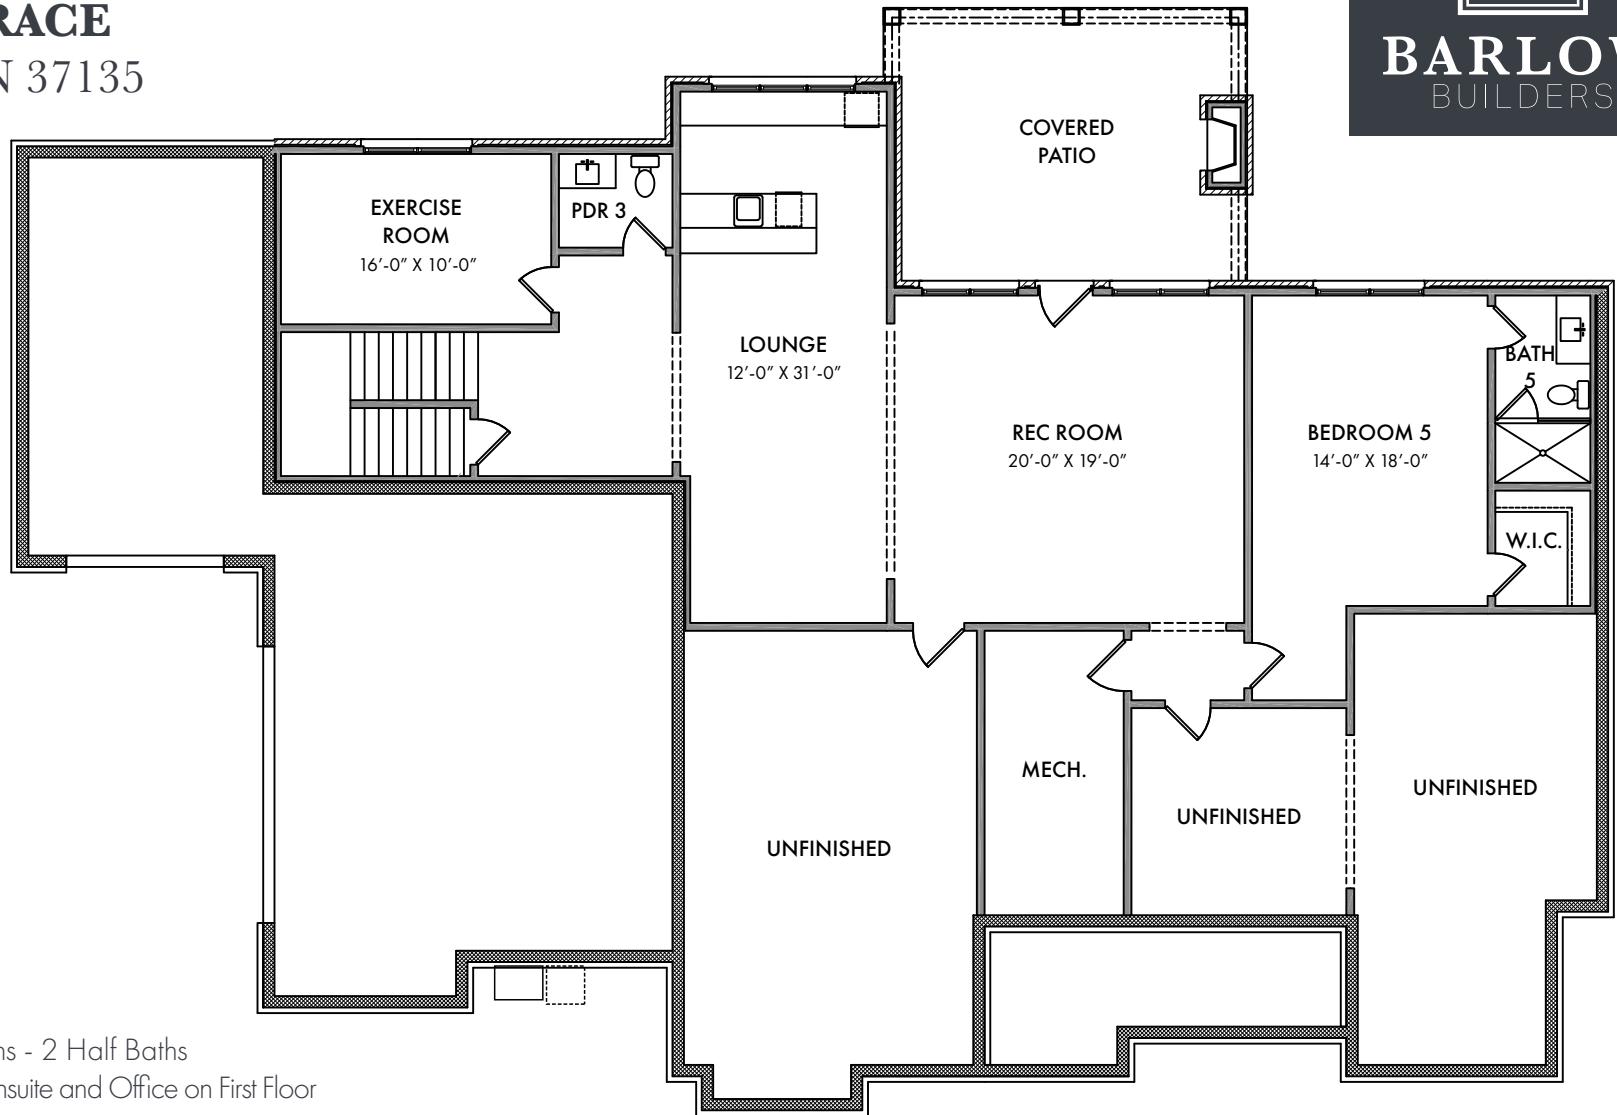 RACE
N 37135
BARLOW
BUILDERS
COVERED
PATIO
EXERCISE
ROOM
16'-0" X 10'-0"
PDR 3
LOUNGE
12'-0" X 31'-0"
REC ROOM
20'-0" X 19'-0"
BEDROOM 5
14'-0" X 18'-0"
BATH
5
W.I.C.
MECH.
UNFINISHED
UNFINISHED
UNFINISHED
ns - 2 Half Baths
nsuite and Office on First Floor